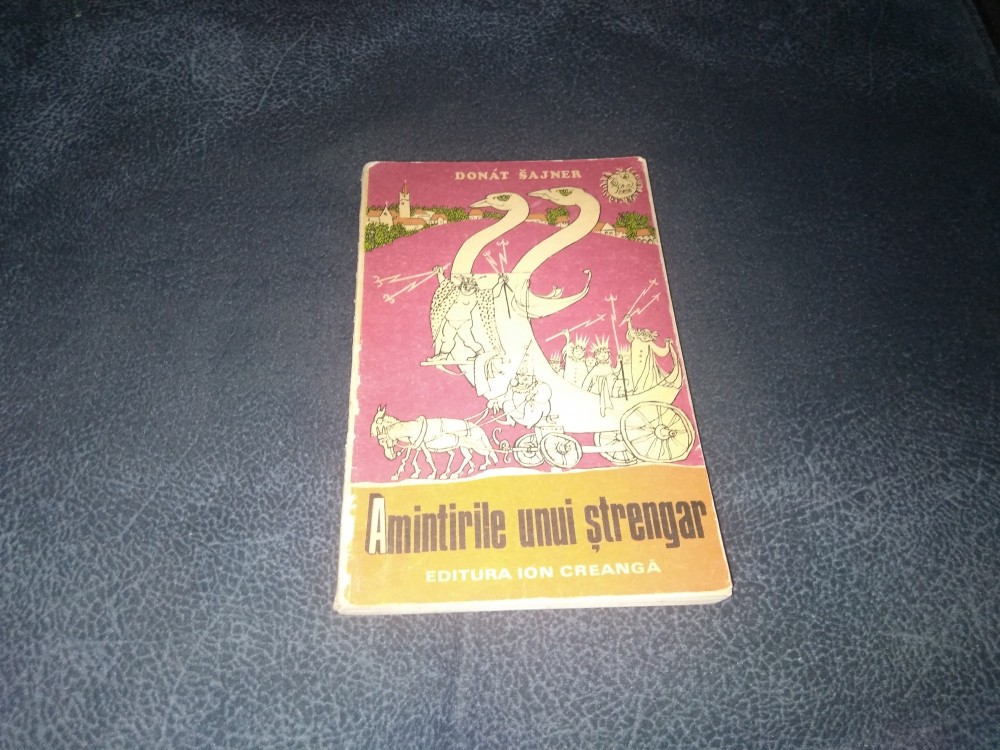 DONÁT ŠAJNER
Amintirile unui ștrengar
EDITURA ION CREANGĂ